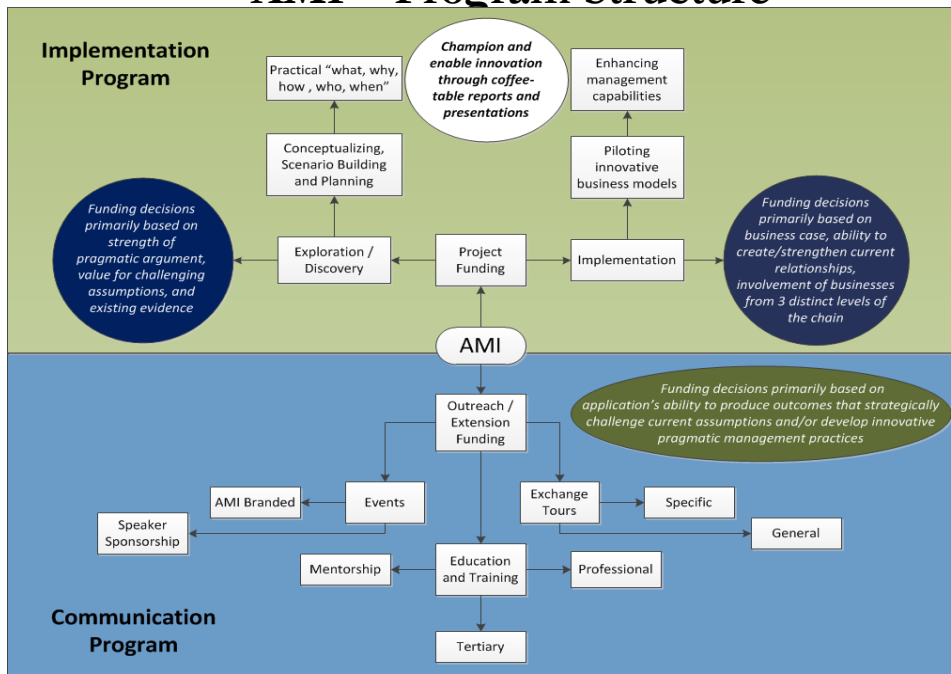 AMI – Program Structure
Implementation
Program
Practical “what, why,
how , who, when”
Champion and
enable innovation
through coffee-
table reports and
presentations
Enhancing
management
capabilities
Conceptualizing,
Scenario Building
and Planning
Piloting
innovative
business models
Funding decisions
primarily based on
strength of
pragmatic argument,
value for challenging
assumptions, and
existing evidence
Exploration /
Discovery
Project
Funding
Implementation
Funding decisions
primarily based on
business case, ability to
create/strengthen current
relationships,
involvement of businesses
from 3 distinct levels of
the chain
AMI
Outreach /
Extension
Funding
Funding decisions primarily based on
application’s ability to produce outcomes that strategically
challenge current assumptions and/or develop innovative
pragmatic management practices
AMI Branded
Events
Exchange
Tours
Specific
Speaker
Sponsorship
General
Mentorship
Education
and Training
Professional
Communication
Program
Tertiary